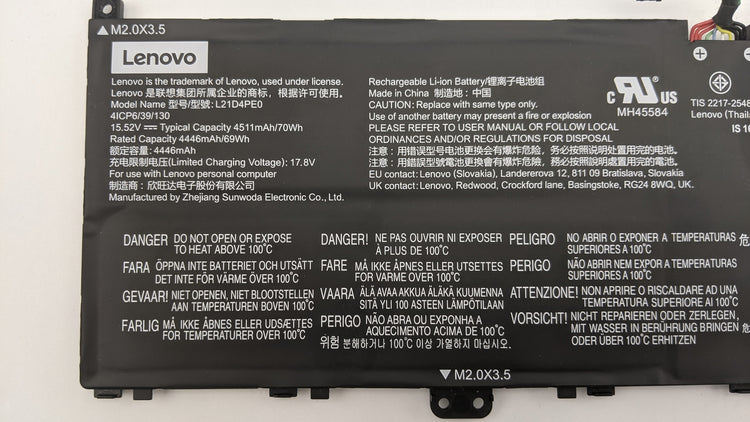 ▲M2.0X3.5
Lenovo
Lenovo is the trademark of Lenovo, used under license.
Lenovo 是联想集团所属企业的商标，根据许可使用。
Model Name 型号/型號: L21D4PE0
4ICP6/39/130
15.52V⎓ Typical Capacity 4511mAh/70Wh
Rated Capacity 4446mAh/69Wh
额定容量: 4446mAh
充电限制电压(Limited Charging Voltage): 17.8V
For use with Lenovo personal computer
制造商：欣旺达电子股份有限公司
Manufactured by Zhejiang Sunwoda Electronic Co., Ltd.
Rechargeable Li-ion Battery/锂离子电池组
Made in China 制造地: 中国
CAUTION: Replace with same type only.
Use of another battery may present a fire or explosion
PLEASE REFER TO USER MANUAL OR FOLLOW LOCAL
ORDINANCES AND/OR REGULATIONS FOR DISPOSAL
注意：用错型号电池更换会有爆炸危险，务必按照说明处置用完的电池.
注意：用錯型號電池更換會有爆炸危險，務必按照說明處置用完的電池.
EU contact: Lenovo (Slovakia), Landererova 12, 811 09 Bratislava, Slovakia
UK contact: Lenovo, Redwood, Crockford lane, Basingstoke, RG24 8WQ, UK.
c RU US
MH45584
TIS 2217-2548
Lenovo (Thaila
IS 16
DANGER DO NOT OPEN OR EXPOSE
TO HEAT ABOVE 100°C
FARA ÖPPNA INTE BATTERIET OCH UTSÄTT
DET INTE FÖR VÄRME ÖVER 100°C
GEVAAR! NIET OPENEN, NIET BLOOTSTELLEN
AAN TEMPERATUREN BOVEN 100°C
FARLIG MÅ IKKE ÅBNES ELLER UDSÆTTES
FOR TEMPERATURER OVER 100°C
DANGER! NE PAS OUVRIR NI EXPOSER
À PLUS DE 100°C
FARE MÅ IKKE ÅPNES ELLER UTSETTES
FOR VARME OVER 100°C
VAARA ÄLÄ AVAA AKKUA ÄLÄKÄ KUUMENNA
SITÄ YLI 100 ASTEEN LÄMPÖTILAAN
PERIGO NÃO ABRA OU EXPONHA A
AQUECIMENTO ACIMA DE 100°C
위험 분해하거나 100°C 이상 가열하지 마십시오.
PELIGRO NO ABRIR O EXPONER A TEMPERATURAS
SUPERIORES A 100°C
PERIGO NÃO ABRIR NEM EXPOR A TEMPERATURAS
SUPERIORES A 100°C
ATTENZIONE! NON APRIRE O RISCALDARE AD UNA
TEMPERATURA SUPERIORE AI 100°C
VORSICHT! NICHT REPARIEREN ODER ZERLEGEN,
MIT WASSER IN BERÜHRUNG BRINGEN
ODER ÜBER 100°C ERHITZEN
危
危
▼M2.0X3.5